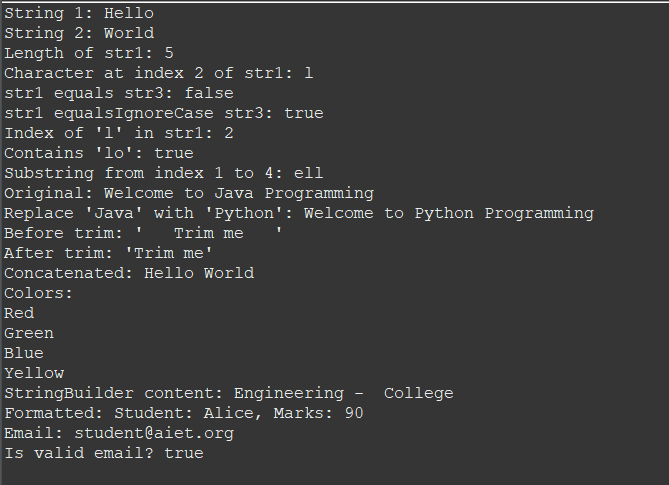 String 1: Hello
String 2: World
Length of str1: 5
Character at index 2 of str1: l
str1 equals str3: false
str1 equalsIgnoreCase str3: true
Index of 'l' in str1: 2
Contains 'lo': true
Substring from index 1 to 4: ell
Original: Welcome to Java Programming
Replace 'Java' with 'Python': Welcome to Python Programming
Before trim: '   Trim me   '
After trim: 'Trim me'
Concatenated: Hello World
Colors:
Red
Green
Blue
Yellow
StringBuilder content: Engineering -  College
Formatted: Student: Alice, Marks: 90
Email: student@aiet.org
Is valid email? true